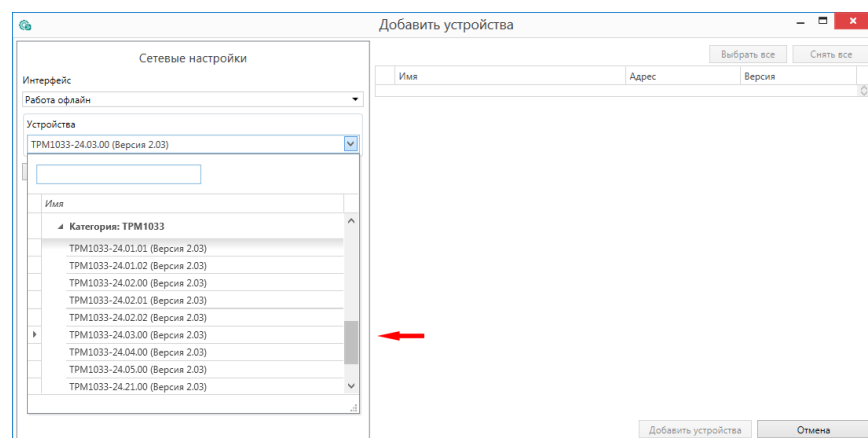 Добавить устройства
Сетевые настройки
Интерфейс
Работа офлайн
Устройства
ТРМ1033-24.03.00 (Версия 2.03)
Имя
Категория: ТРМ1033
ТРМ1033-24.01.01 (Версия 2.03)
ТРМ1033-24.01.02 (Версия 2.03)
ТРМ1033-24.02.00 (Версия 2.03)
ТРМ1033-24.02.01 (Версия 2.03)
ТРМ1033-24.02.02 (Версия 2.03)
ТРМ1033-24.03.00 (Версия 2.03)
ТРМ1033-24.04.00 (Версия 2.03)
ТРМ1033-24.05.00 (Версия 2.03)
ТРМ1033-24.21.00 (Версия 2.03)
Выбрать все Снять все
Имя Адрес Версия
Добавить устройства Отмена